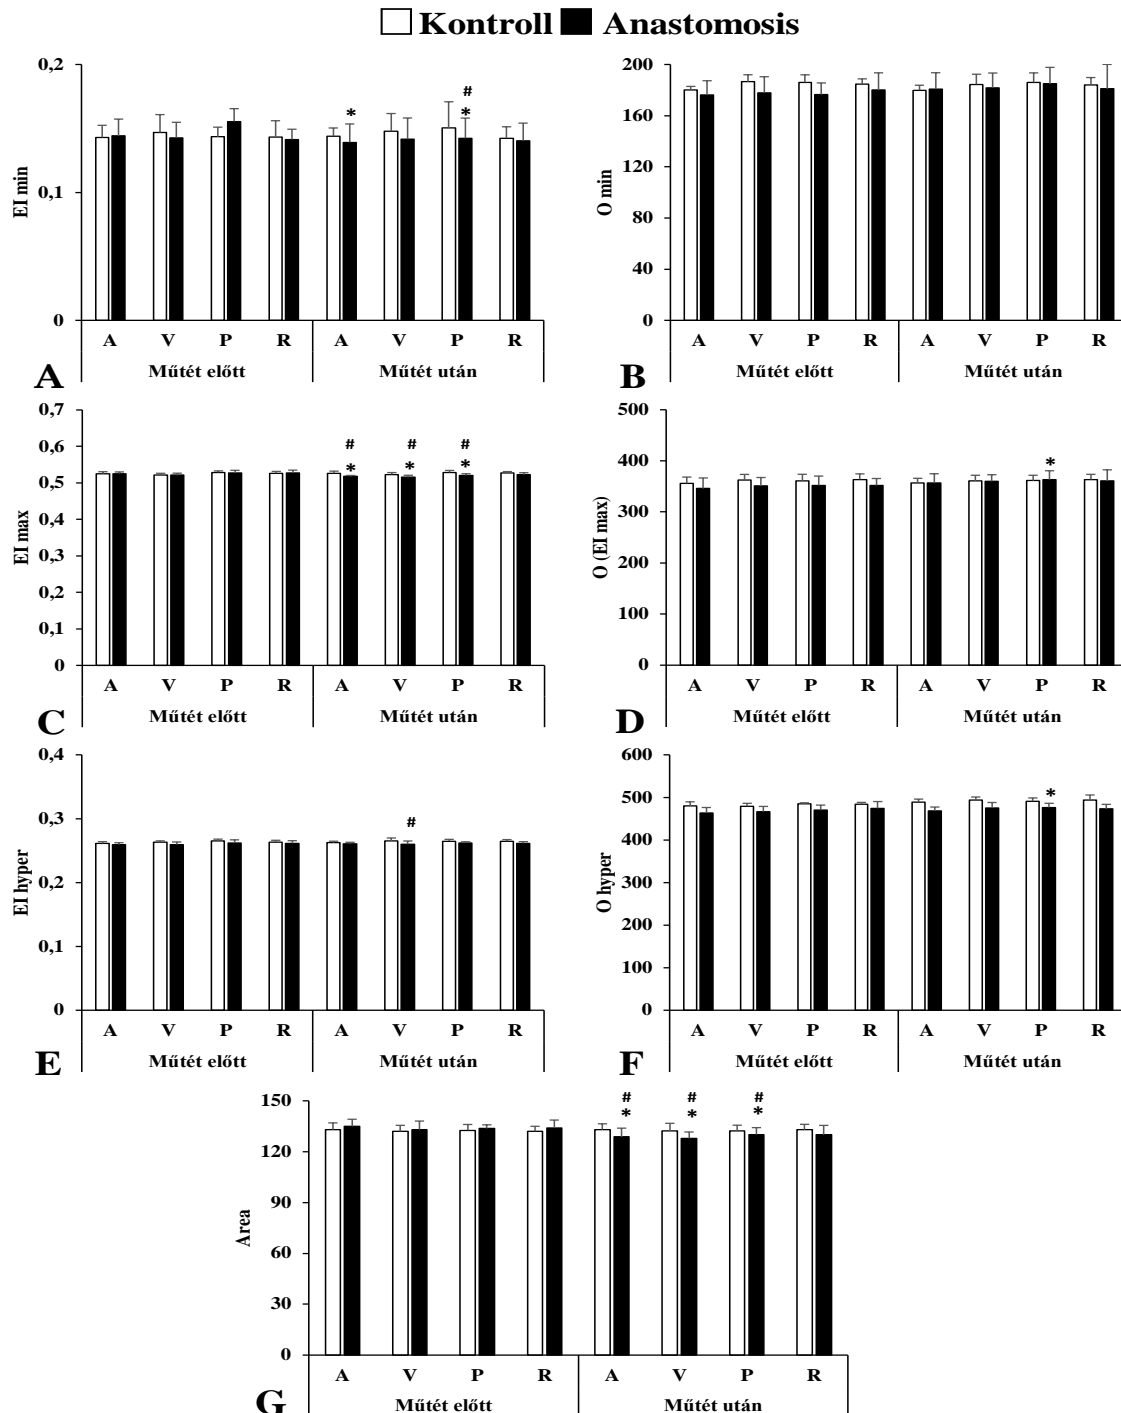 Kontroll Anastomosis
0,2
0,1
0
EI min
# 
* *
A V P R A V P R
Műtét előtt Műtét után
A
200
160
120
80
40
0
O min
A V P R A V P R
Műtét előtt Műtét után
B
0,7
0,6
0,5
0,4
0,3
0,2
0,1
0
EI max
# # #
* * *
A V P R A V P R
Műtét előtt Műtét után
C
500
400
300
200
100
0
O (EI max)
*
A V P R A V P R
Műtét előtt Műtét után
D
0,4
0,3
0,2
0,1
0
EI hyper
#
A V P R A V P R
Műtét előtt Műtét után
E
600
500
400
300
200
100
0
O hyper
*
A V P R A V P R
Műtét előtt Műtét után
F
150
120
90
60
30
0
Area
# # #
* * *
A V P R A V P R
Műtét előtt Műtét után
G